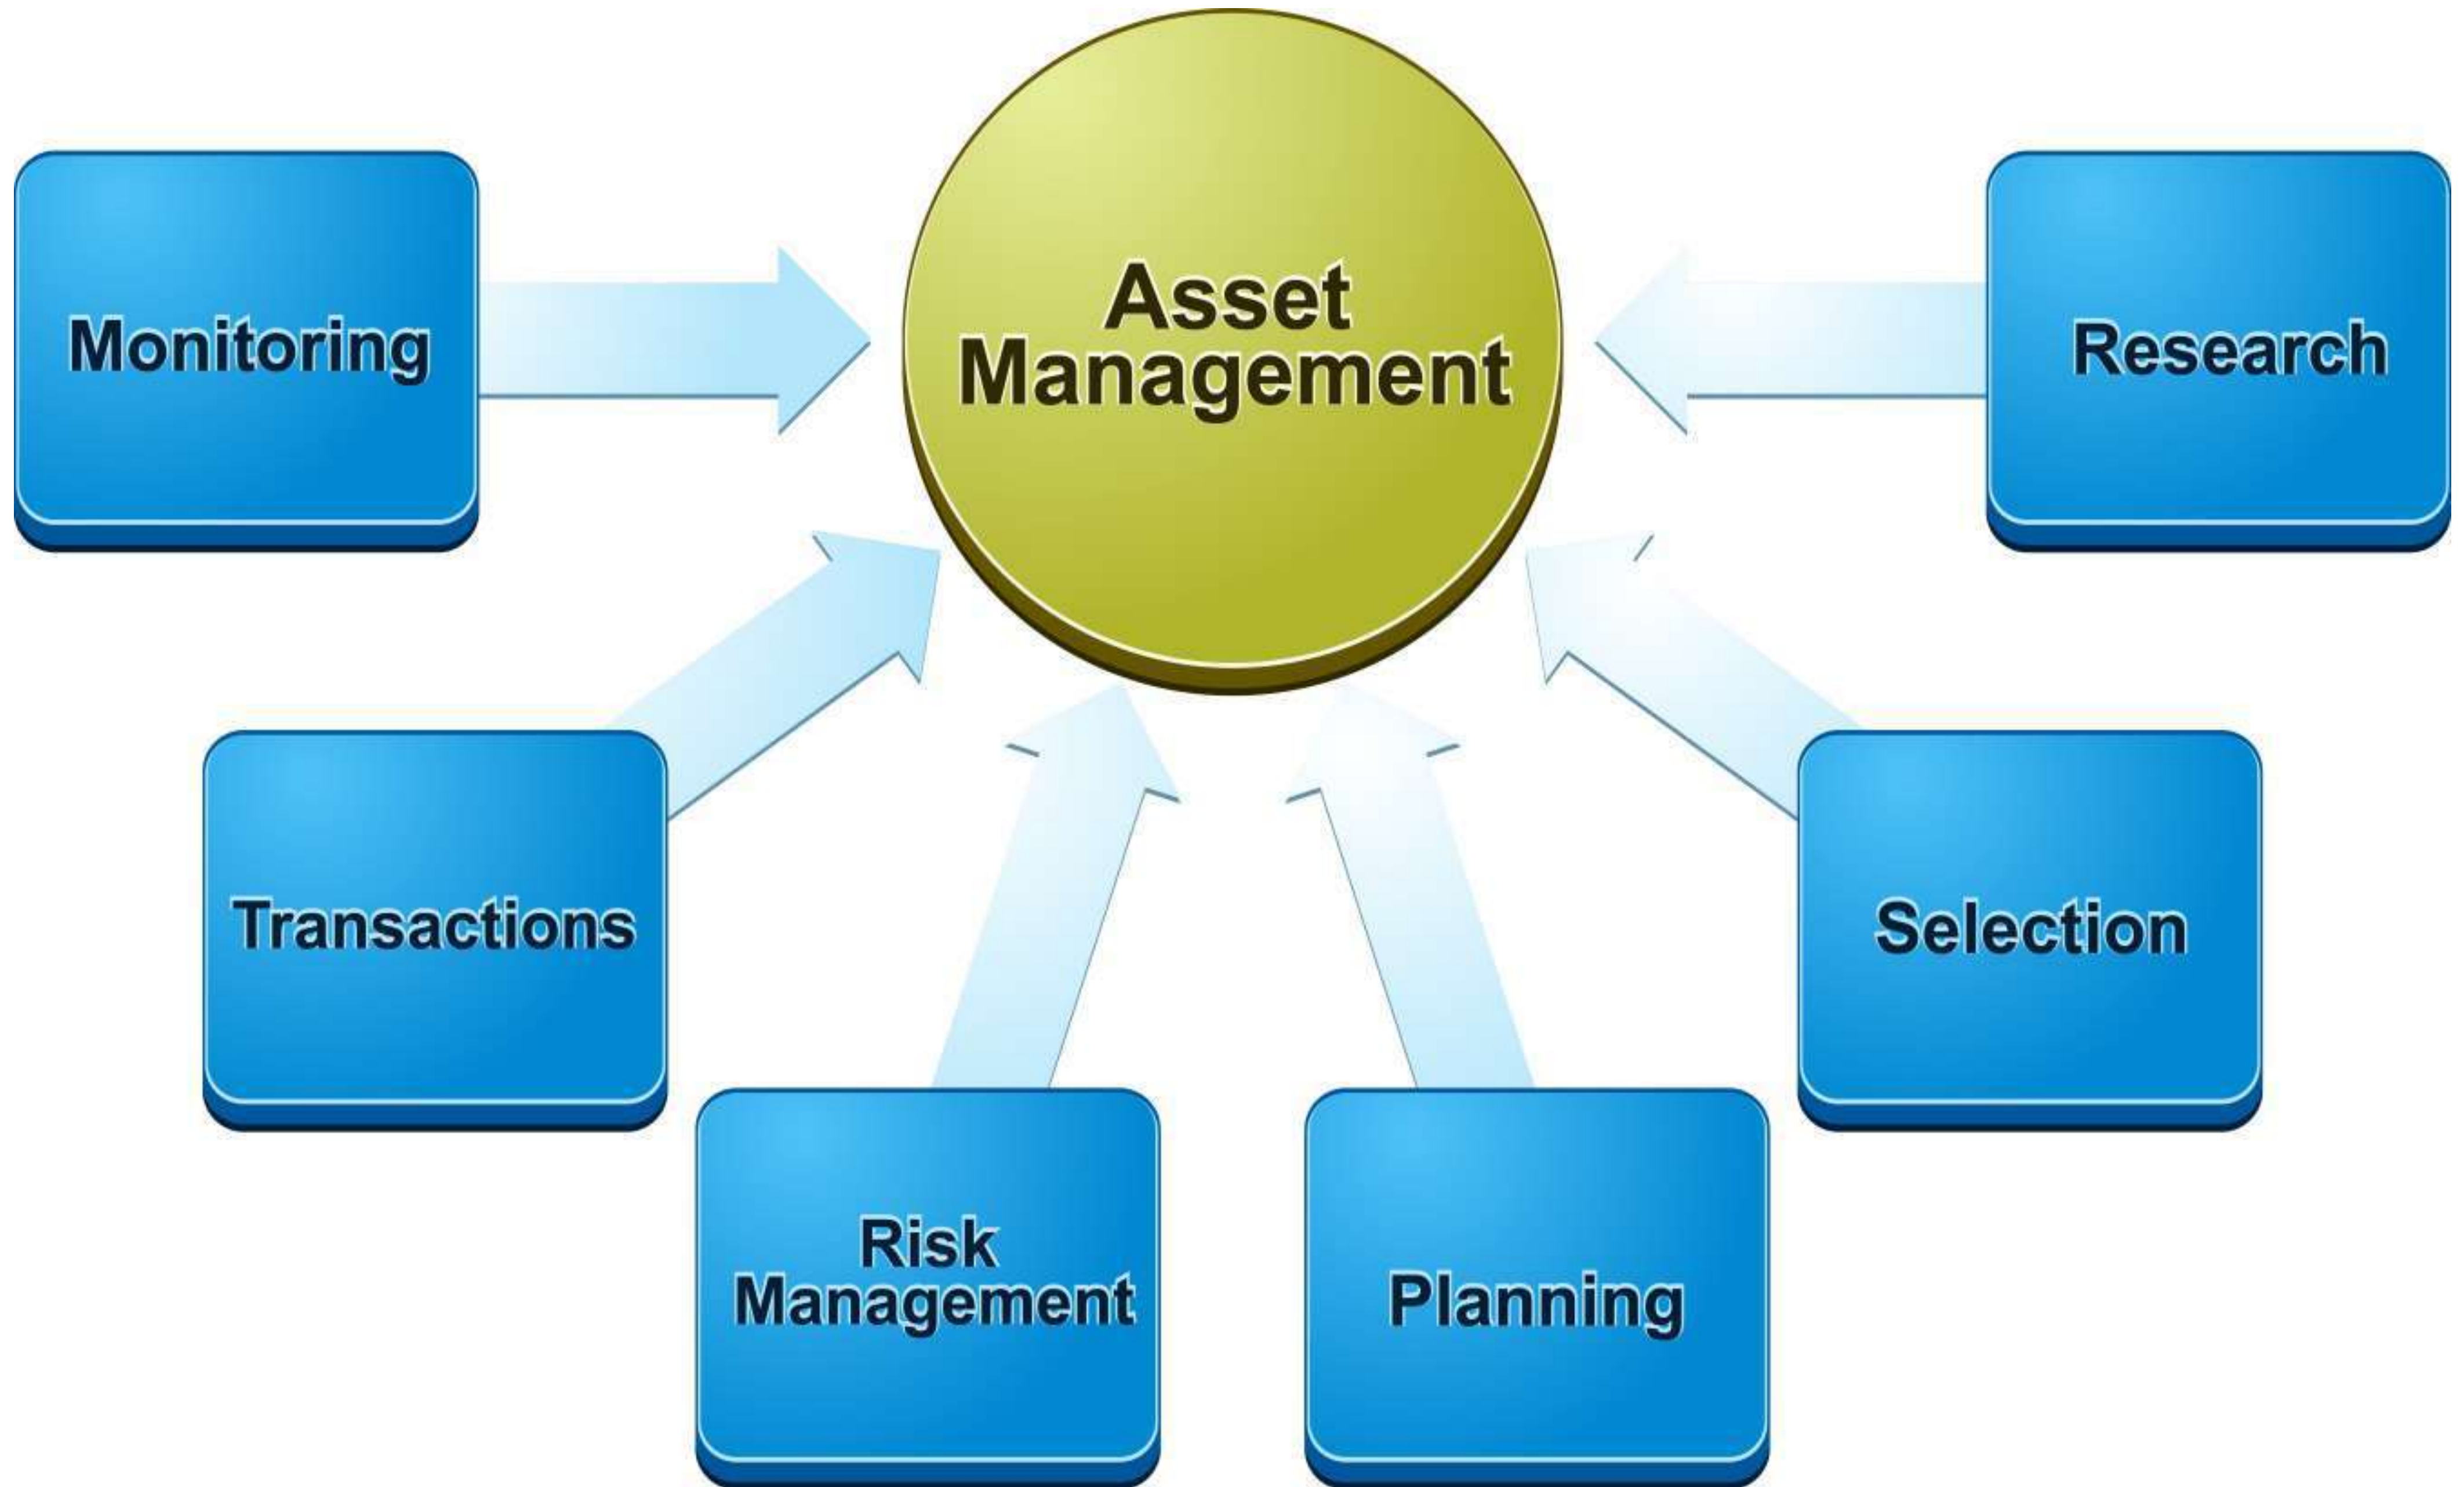 Asset
Management
Monitoring
Research
Transactions
Selection
Risk
Management
Planning